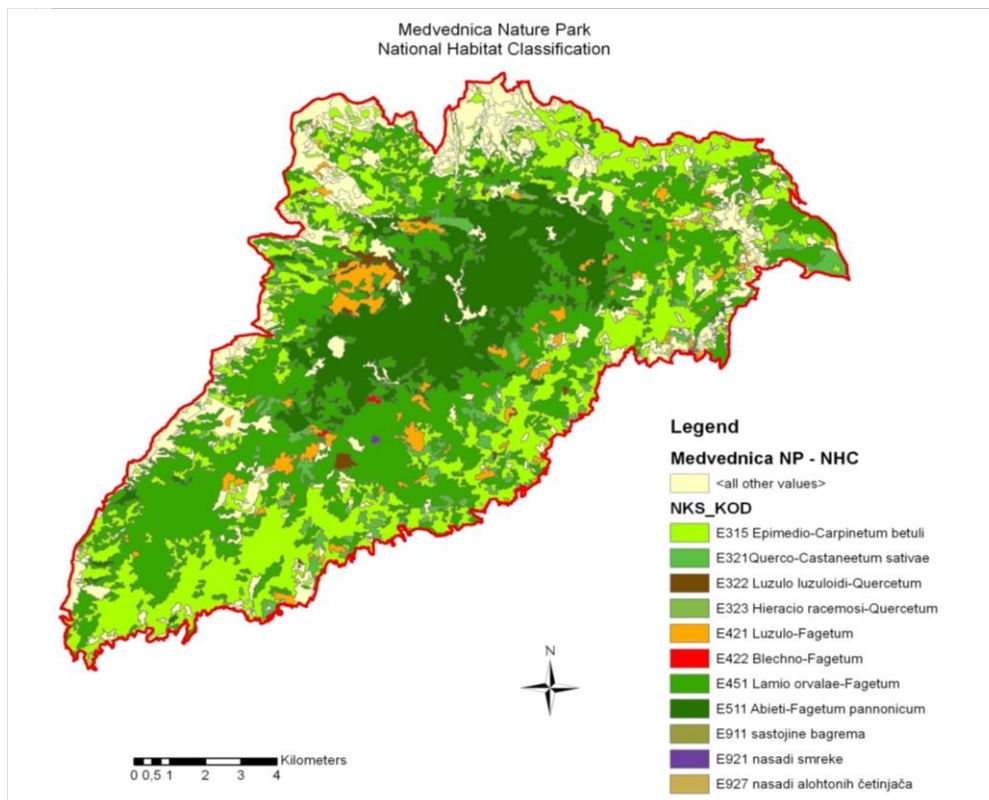 Medvednica Nature Park
National Habitat Classification
Legend
Medvednica NP - NHC
<all other values>
NKS_KOD
E315 Epimedio-Carpinetum betuli
E321Querco-Castaneetum sativae
E322 Luzulo luzuloidi-Quercetum
E323 Hieracio racemosi-Quercetum
E421 Luzulo-Fagetum
E422 Blechno-Fagetum
E451 Lamio orvalae-Fagetum
E511 Abieti-Fagetum pannonicum
E911 sastojine bagrema
E921 nasadi smreke
E927 nasadi alohtonih četinjača
N
Kilometers
0 0,5 1 2 3 4